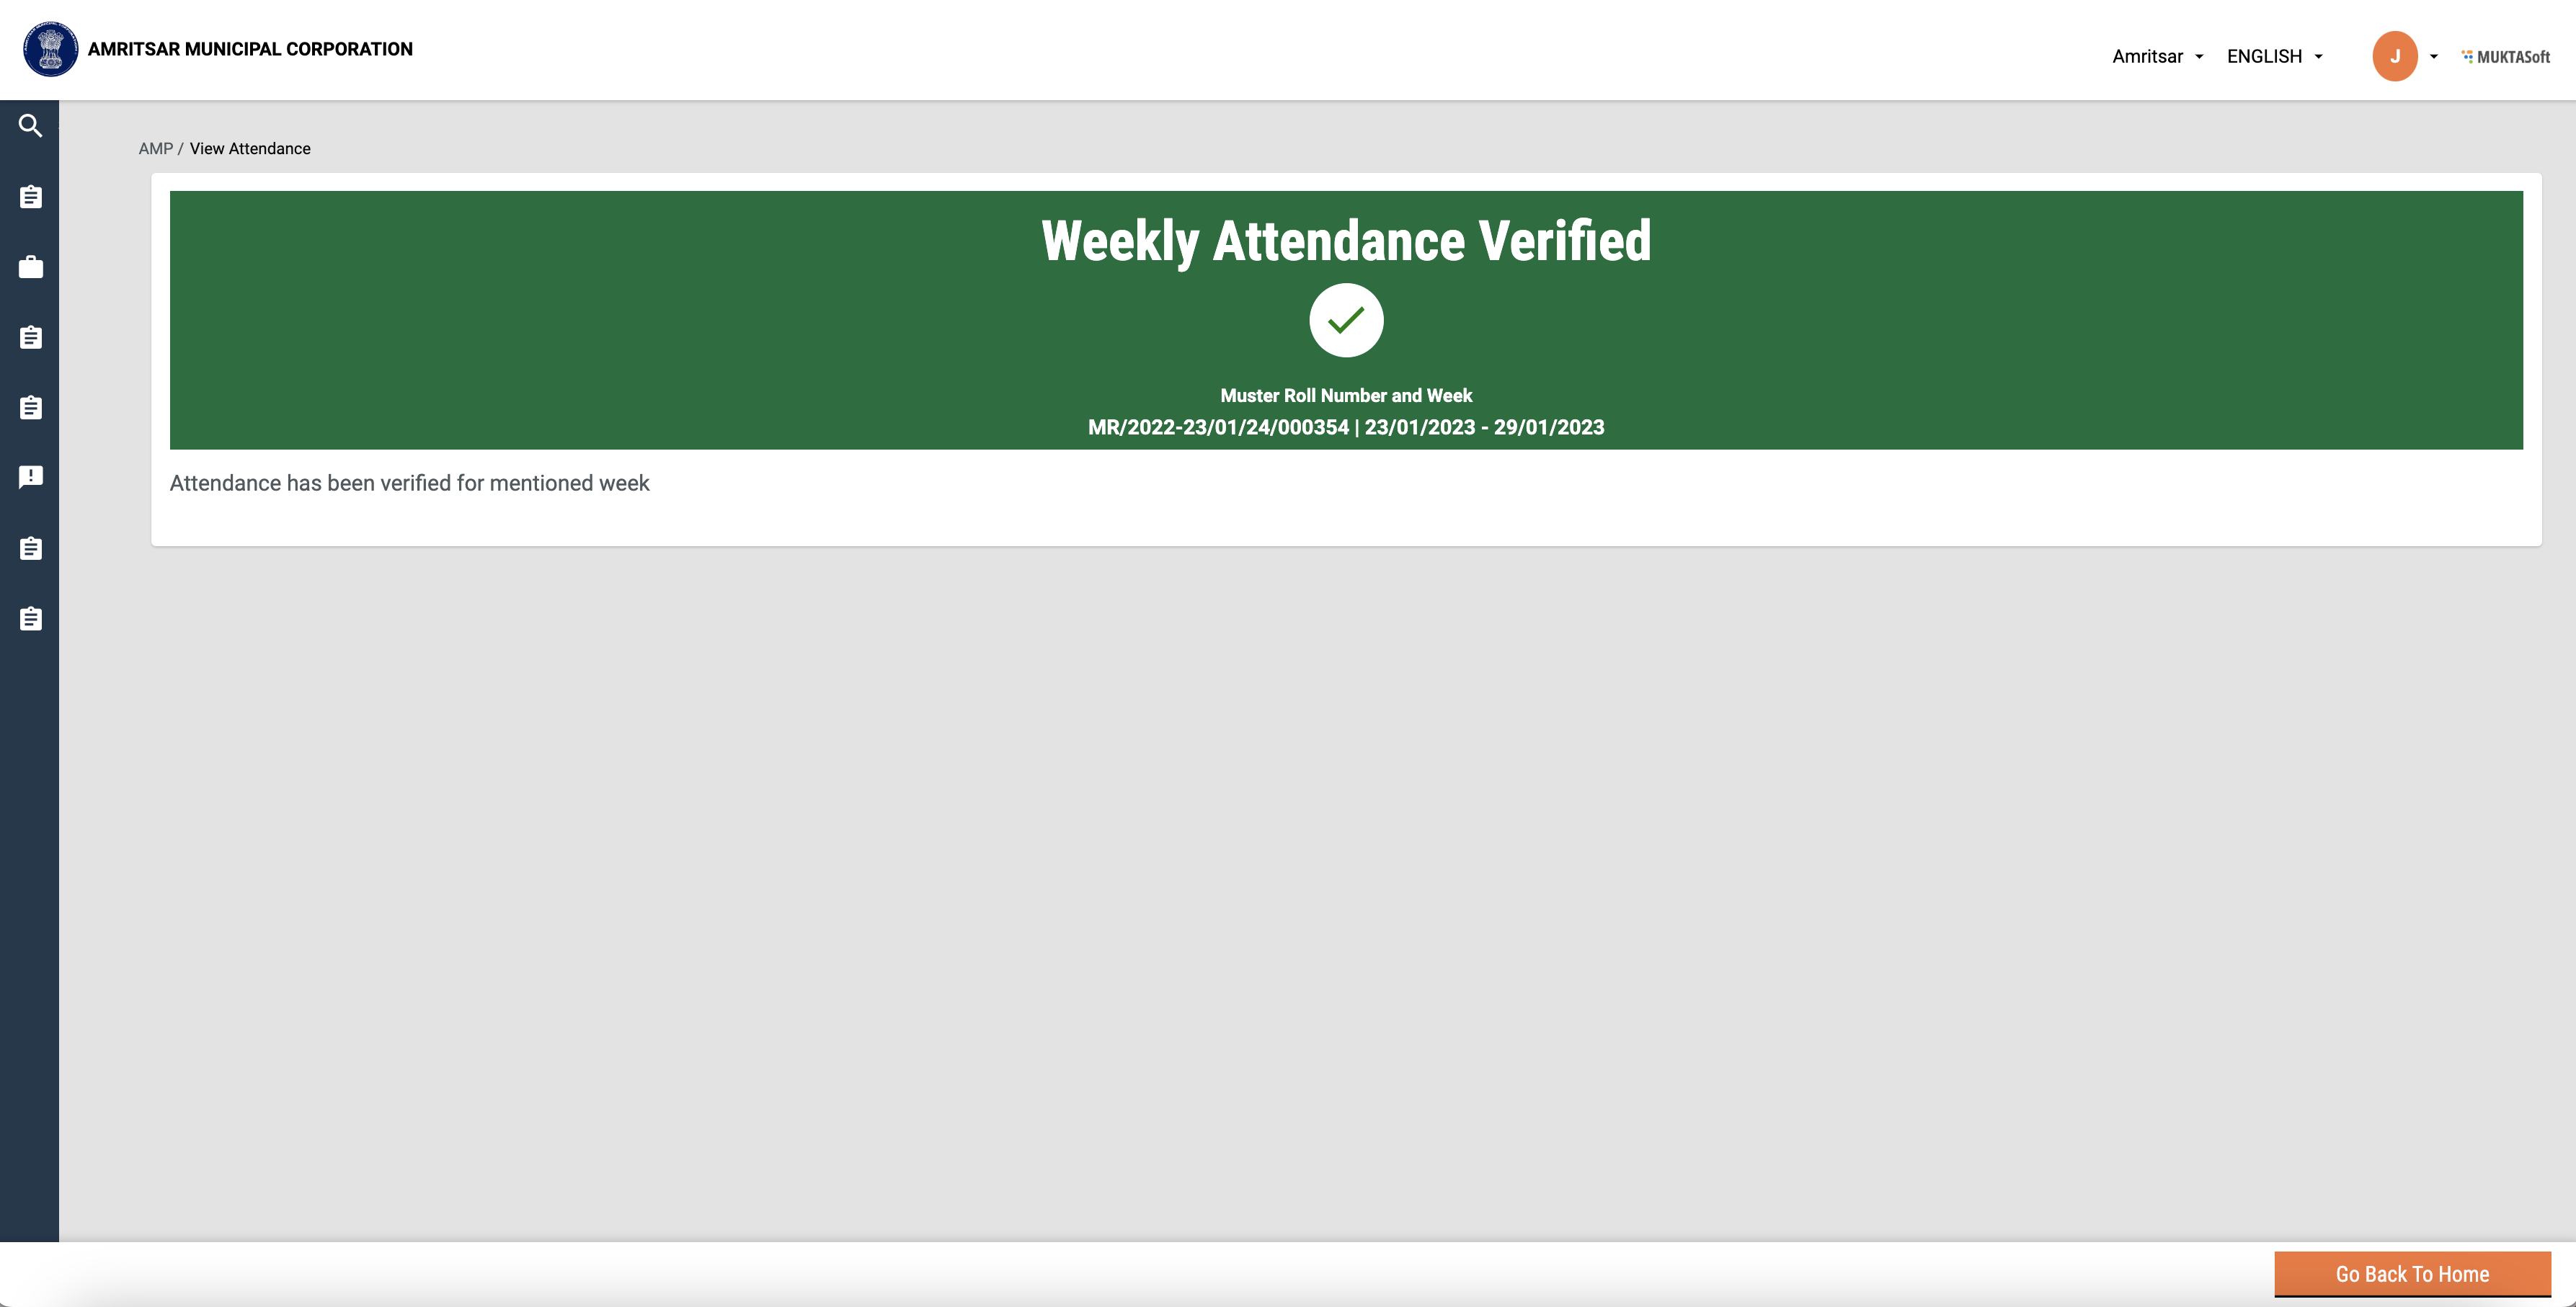 AMRITSAR MUNICIPAL CORPORATION
Amritsar
ENGLISH
J
MUKTASoft
AMP / View Attendance
Weekly Attendance Verified
Muster Roll Number and Week
MR/2022-23/01/24/000354 | 23/01/2023 - 29/01/2023
Attendance has been verified for mentioned week
Go Back To Home